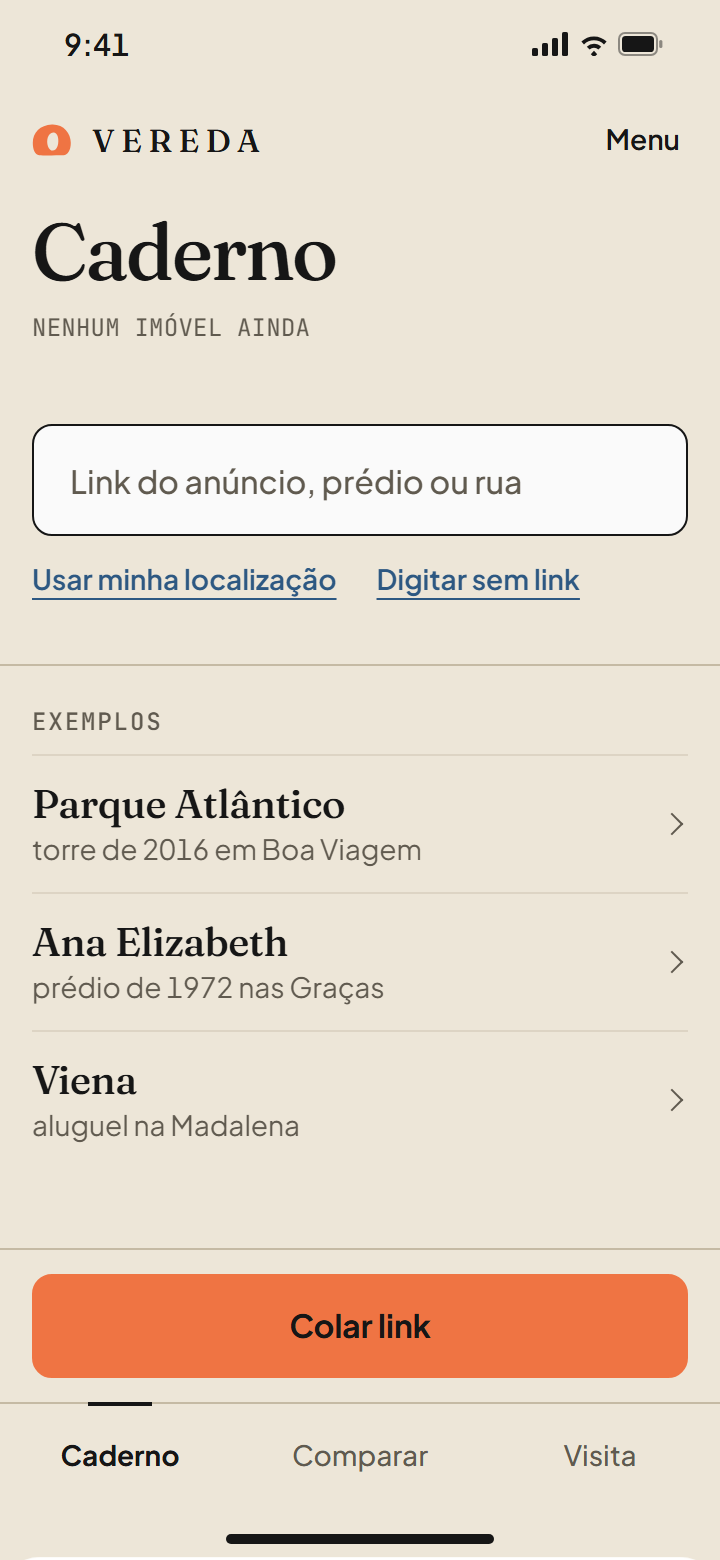 9:41
VEREDA
Menu
Caderno
NENHUM IMÓVEL AINDA
Link do anúncio, prédio ou rua
Usar minha localização
Digitar sem link
EXEMPLOS
Parque Atlântico
torre de 2016 em Boa Viagem
Ana Elizabeth
prédio de 1972 nas Graças
Viena
aluguel na Madalena
Colar link
Caderno
Comparar
Visita